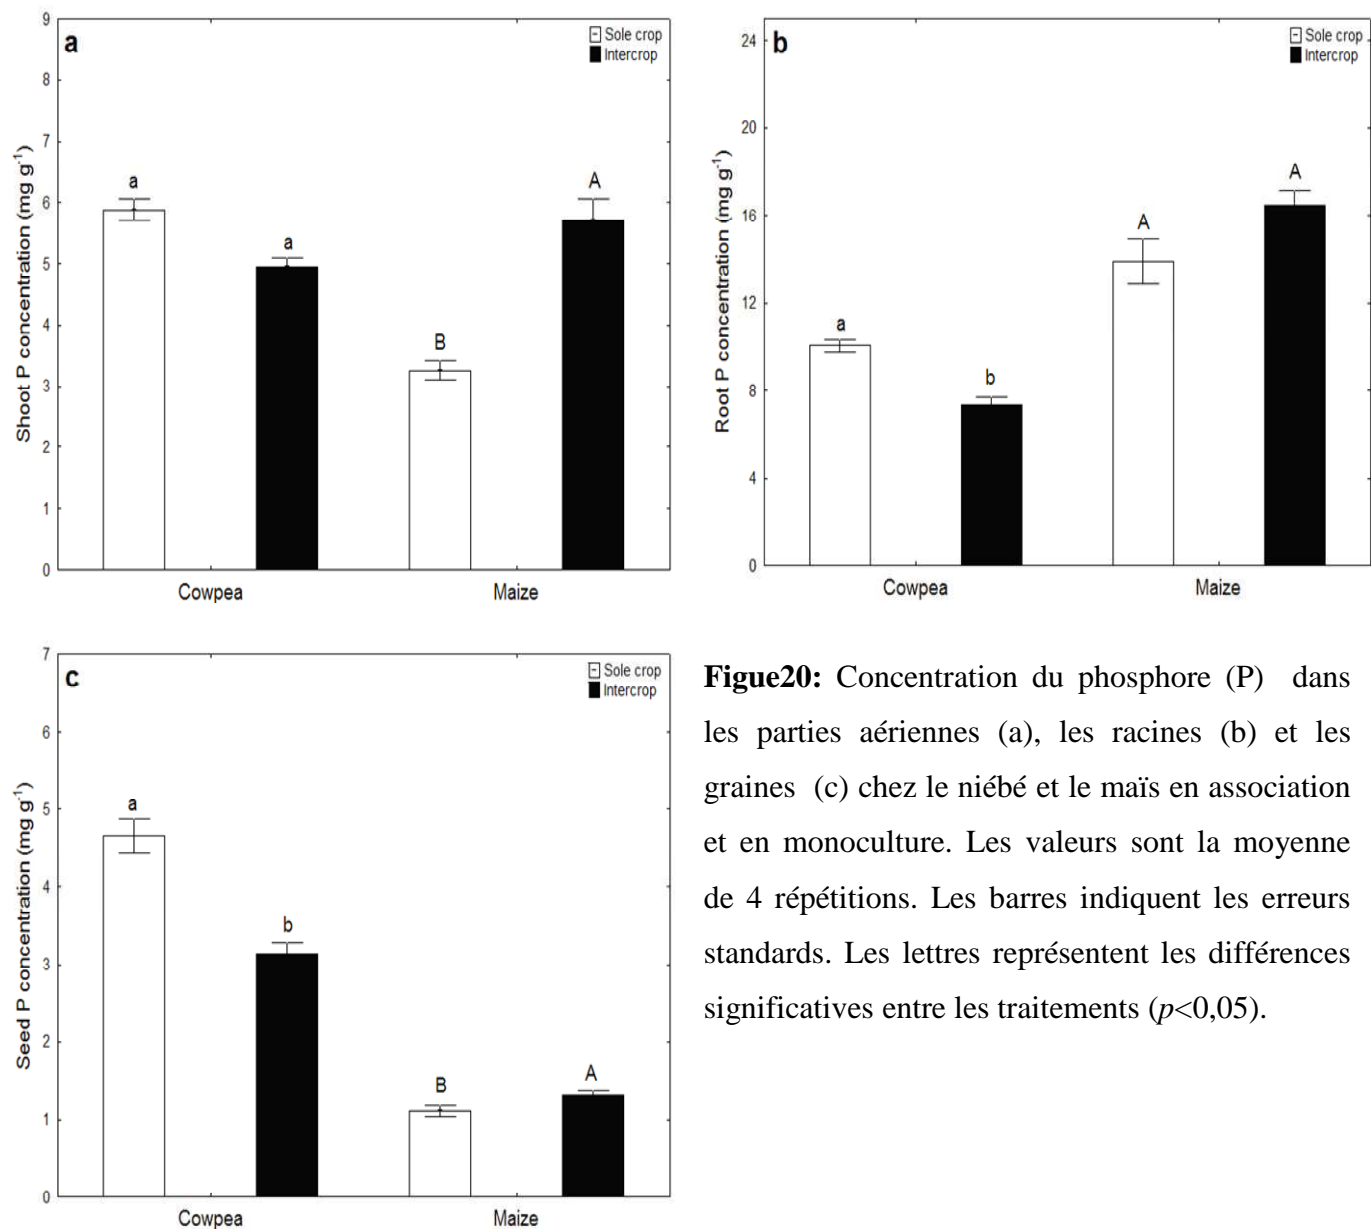 a
Sole crop
Intercrop
Shoot P concentration (mg g-1)
9
8
7
6
5
4
3
2
1
0
a
a
B
A
Cowpea
Maize
b
Sole crop
Intercrop
Root P concentration (mg g-1)
24
20
16
12
8
4
0
a
b
A
A
Cowpea
Maize
c
Sole crop
Intercrop
Seed P concentration (mg g-1)
7
6
5
4
3
2
1
0
a
b
B
A
Cowpea
Maize
Figue20: Concentration du phosphore (P) dans
les parties aériennes (a), les racines (b) et les
graines (c) chez le niébé et le maïs en association
et en monoculture. Les valeurs sont la moyenne
de 4 répétitions. Les barres indiquent les erreurs
standards. Les lettres représentent les différences
significatives entre les traitements (p<0,05).